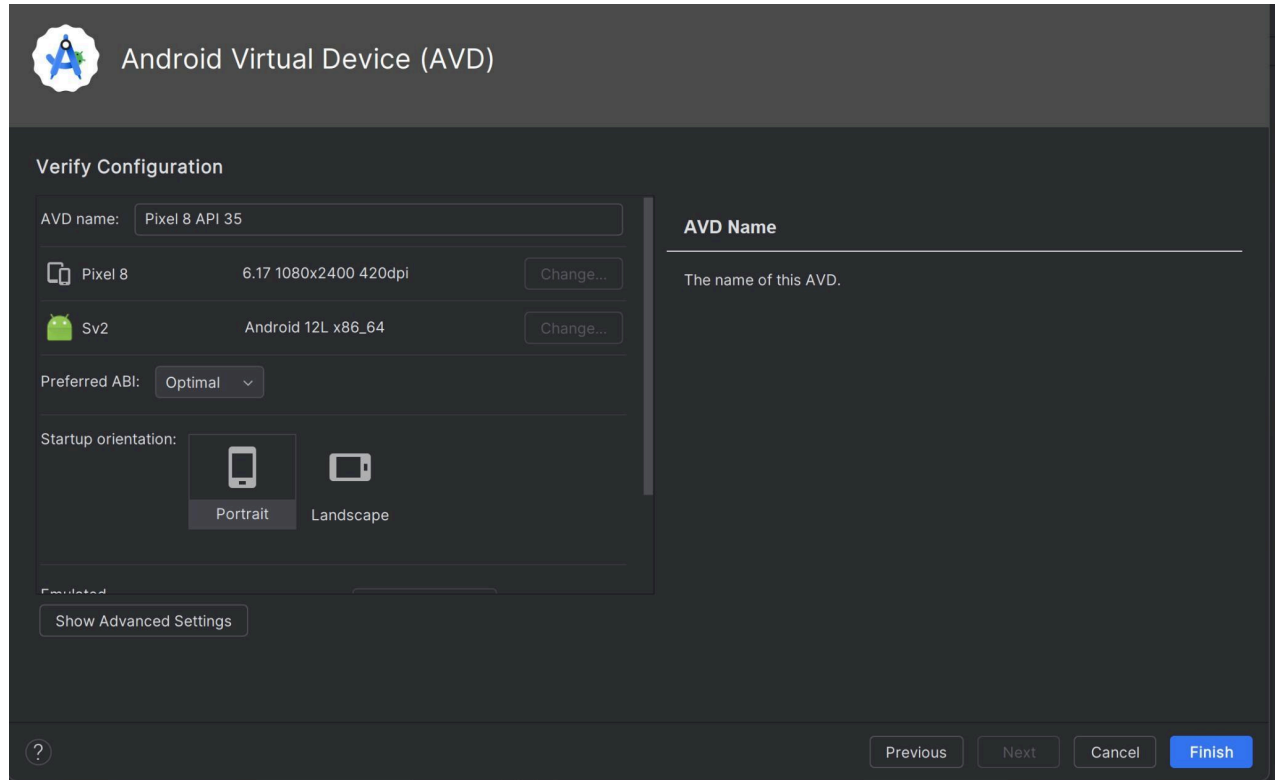 Android Virtual Device (AVD)
Verify Configuration
AVD name: Pixel 8 API 35
Pixel 8 6.17 1080x2400 420dpi Change...
Sv2 Android 12L x86_64 Change...
Preferred ABI: Optimal
Startup orientation:
Portrait Landscape
Emulated
Show Advanced Settings
AVD Name
The name of this AVD.
? Previous Next Cancel Finish